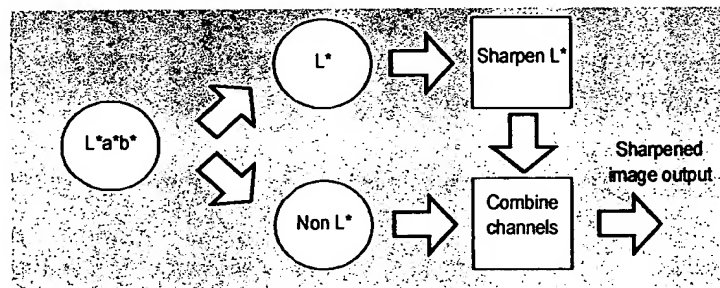 L*
Sharpen L*
L*a*b*
Sharpened
image output
Non L*
Combine
channels